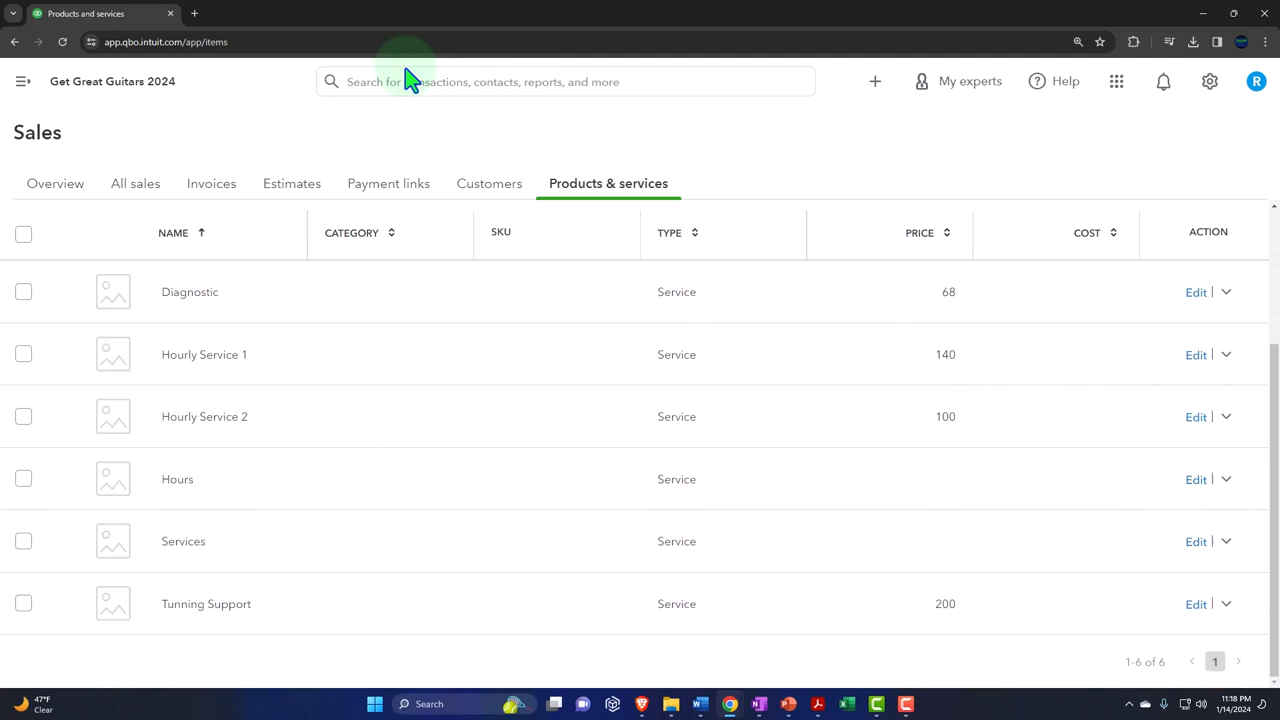 Products and services
app.qbo.intuit.com/app/items
Get Great Guitars 2024
Search for transactions, contacts, reports, and more
My experts
Help
R
Sales
Overview
All sales
Invoices
Estimates
Payment links
Customers
Products & services
NAME
CATEGORY
SKU
TYPE
PRICE
COST
ACTION
Diagnostic Service 68 Edit
Hourly Service 1 Service 140 Edit
Hourly Service 2 Service 100 Edit
Hours Service Edit
Services Service Edit
Tunning Support Service 200 Edit
1-6 of 6
1
47°F
Clear
Search
11:18 PM
1/14/2024